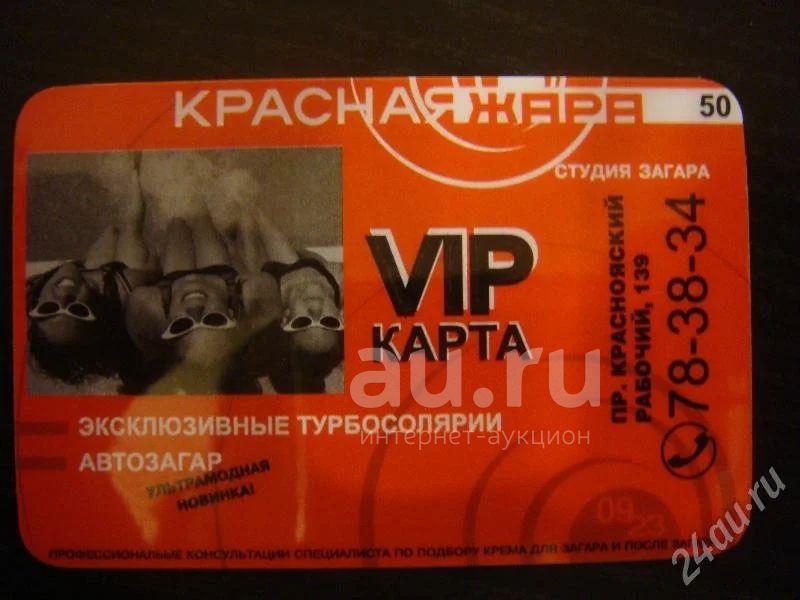 КРАСНАЯ ЖАРА 50
СТУДИЯ ЗАГАРА
VIP
КАРТА
ПР. КРАСНОЯСКИЙ
РАБОЧИЙ, 139
78-38-34
au.ru
интернет-аукцион
ЭКСКЛЮЗИВНЫЕ ТУРБОСОЛЯРИИ
АВТОЗАГАР
УЛЬТРАМОДНАЯ
НОВИНКА!
09
23
ПРОФЕССИОНАЛЬНЫЕ КОНСУЛЬТАЦИИ СПЕЦИАЛИСТА ПО ПОДБОРУ КРЕМА ДЛЯ ЗАГАРА И ПОСЛЕ
24au.ru